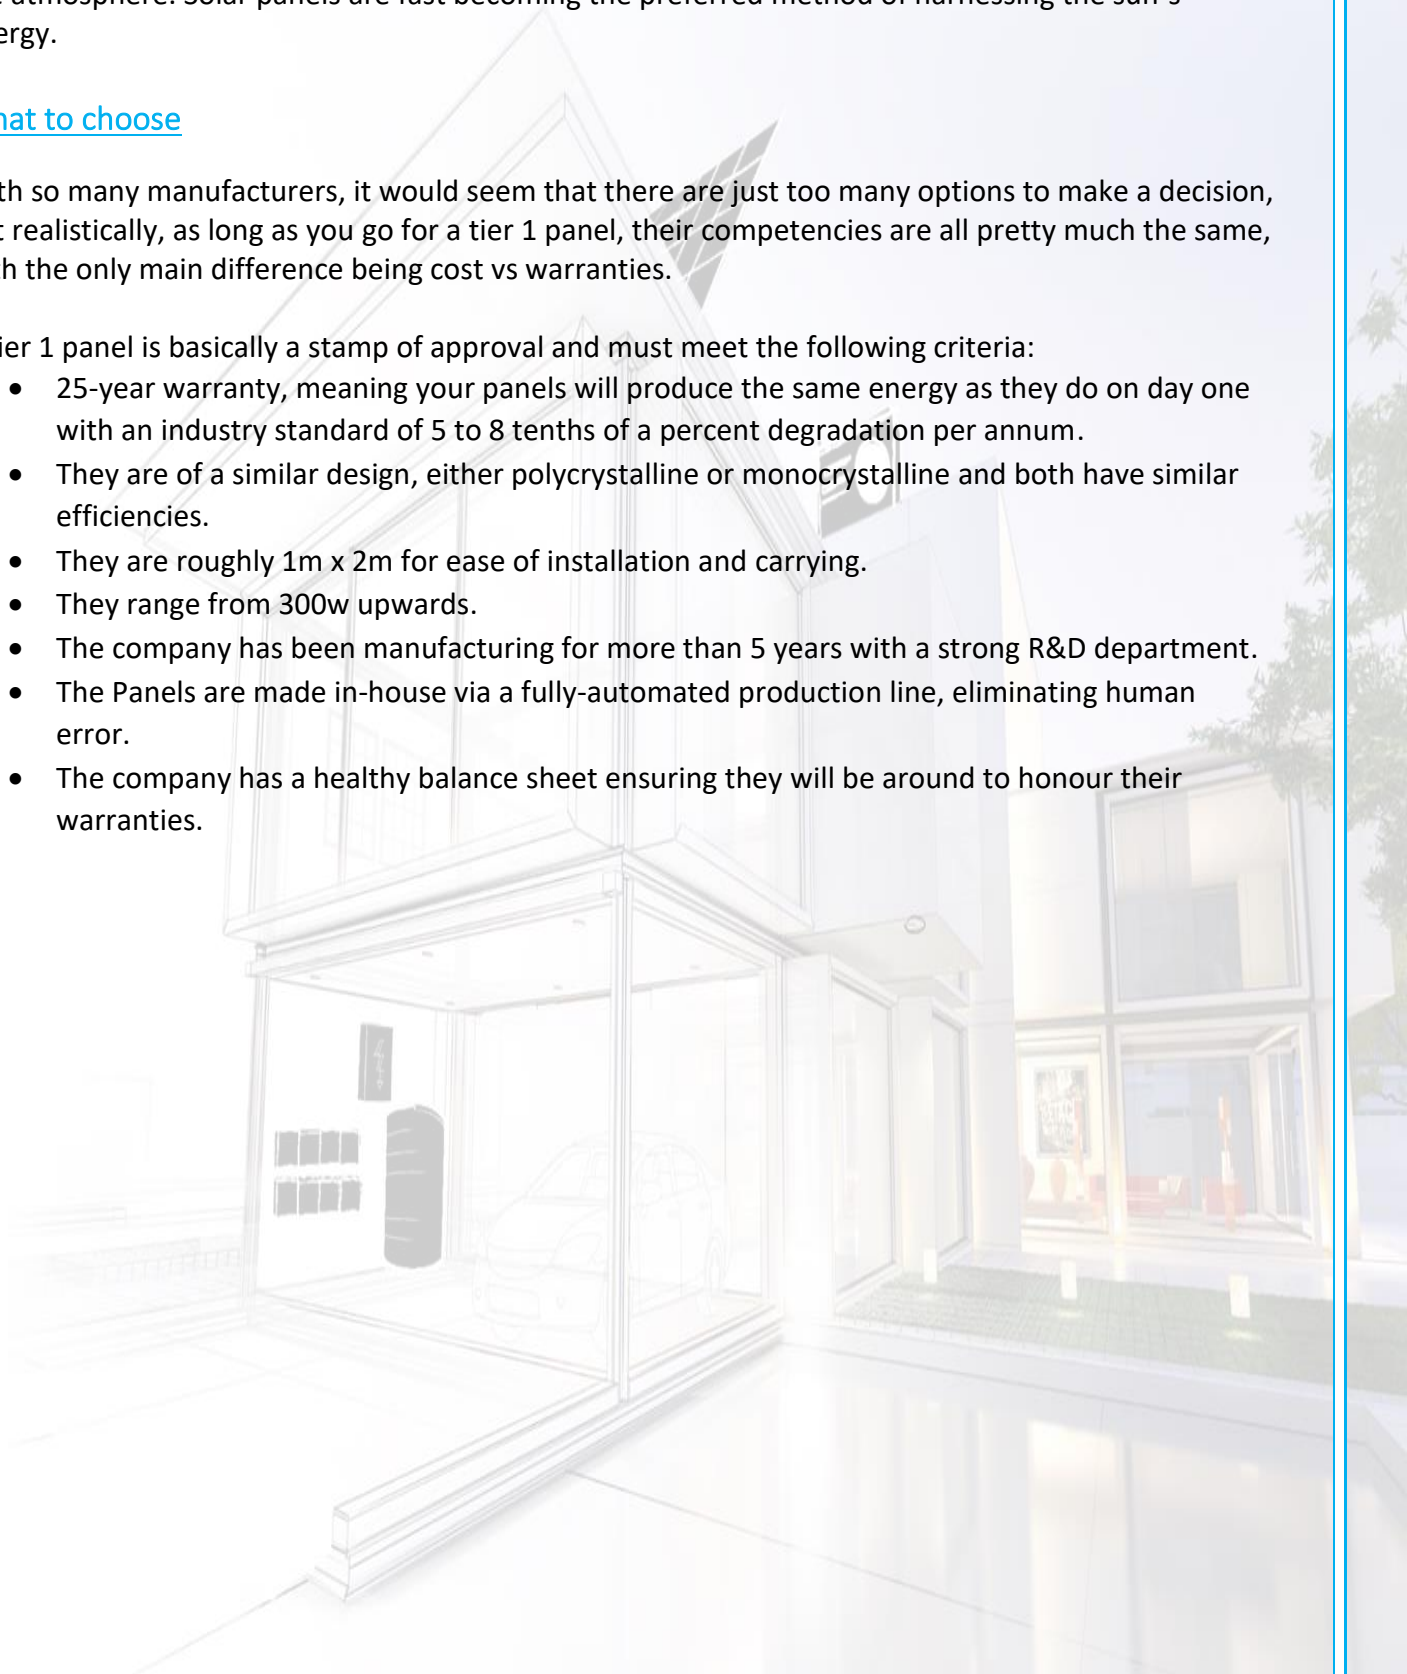 atmosphere. Solar panels are fast becoming the preferred method of harnessing the sun's
ergy.
hat to choose
th so many manufacturers, it would seem that there are just too many options to make a decision,
t realistically, as long as you go for a tier 1 panel, their competencies are all pretty much the same,
th the only main difference being cost vs warranties.
ier 1 panel is basically a stamp of approval and must meet the following criteria:
• 25-year warranty, meaning your panels will produce the same energy as they do on day one
with an industry standard of 5 to 8 tenths of a percent degradation per annum.
• They are of a similar design, either polycrystalline or monocrystalline and both have similar
efficiencies.
• They are roughly 1m x 2m for ease of installation and carrying.
• They range from 300w upwards.
• The company has been manufacturing for more than 5 years with a strong R&D department.
• The Panels are made in-house via a fully-automated production line, eliminating human
error.
• The company has a healthy balance sheet ensuring they will be around to honour their
warranties.